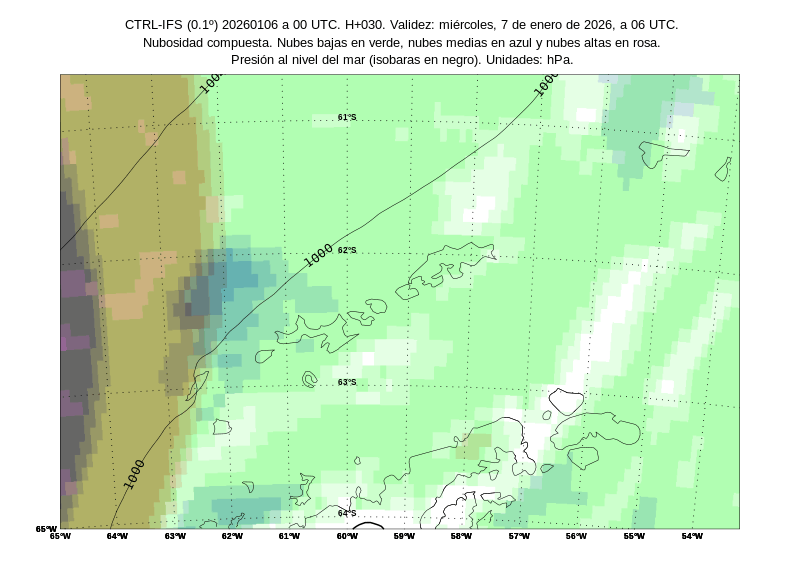 CTRL-IFS (0.1º) 20260106 a 00 UTC. H+030. Validez: miércoles, 7 de enero de 2026, a 06 UTC.
Nubosidad compuesta. Nubes bajas en verde, nubes medias en azul y nubes altas en rosa.
Presión al nivel del mar (isobaras en negro). Unidades: hPa.
61°S
62°S
1000
63°S
1000
64°S
65°W
65°W 64°W 63°W 62°W 61°W 60°W 59°W 58°W 57°W 56°W 55°W 54°W